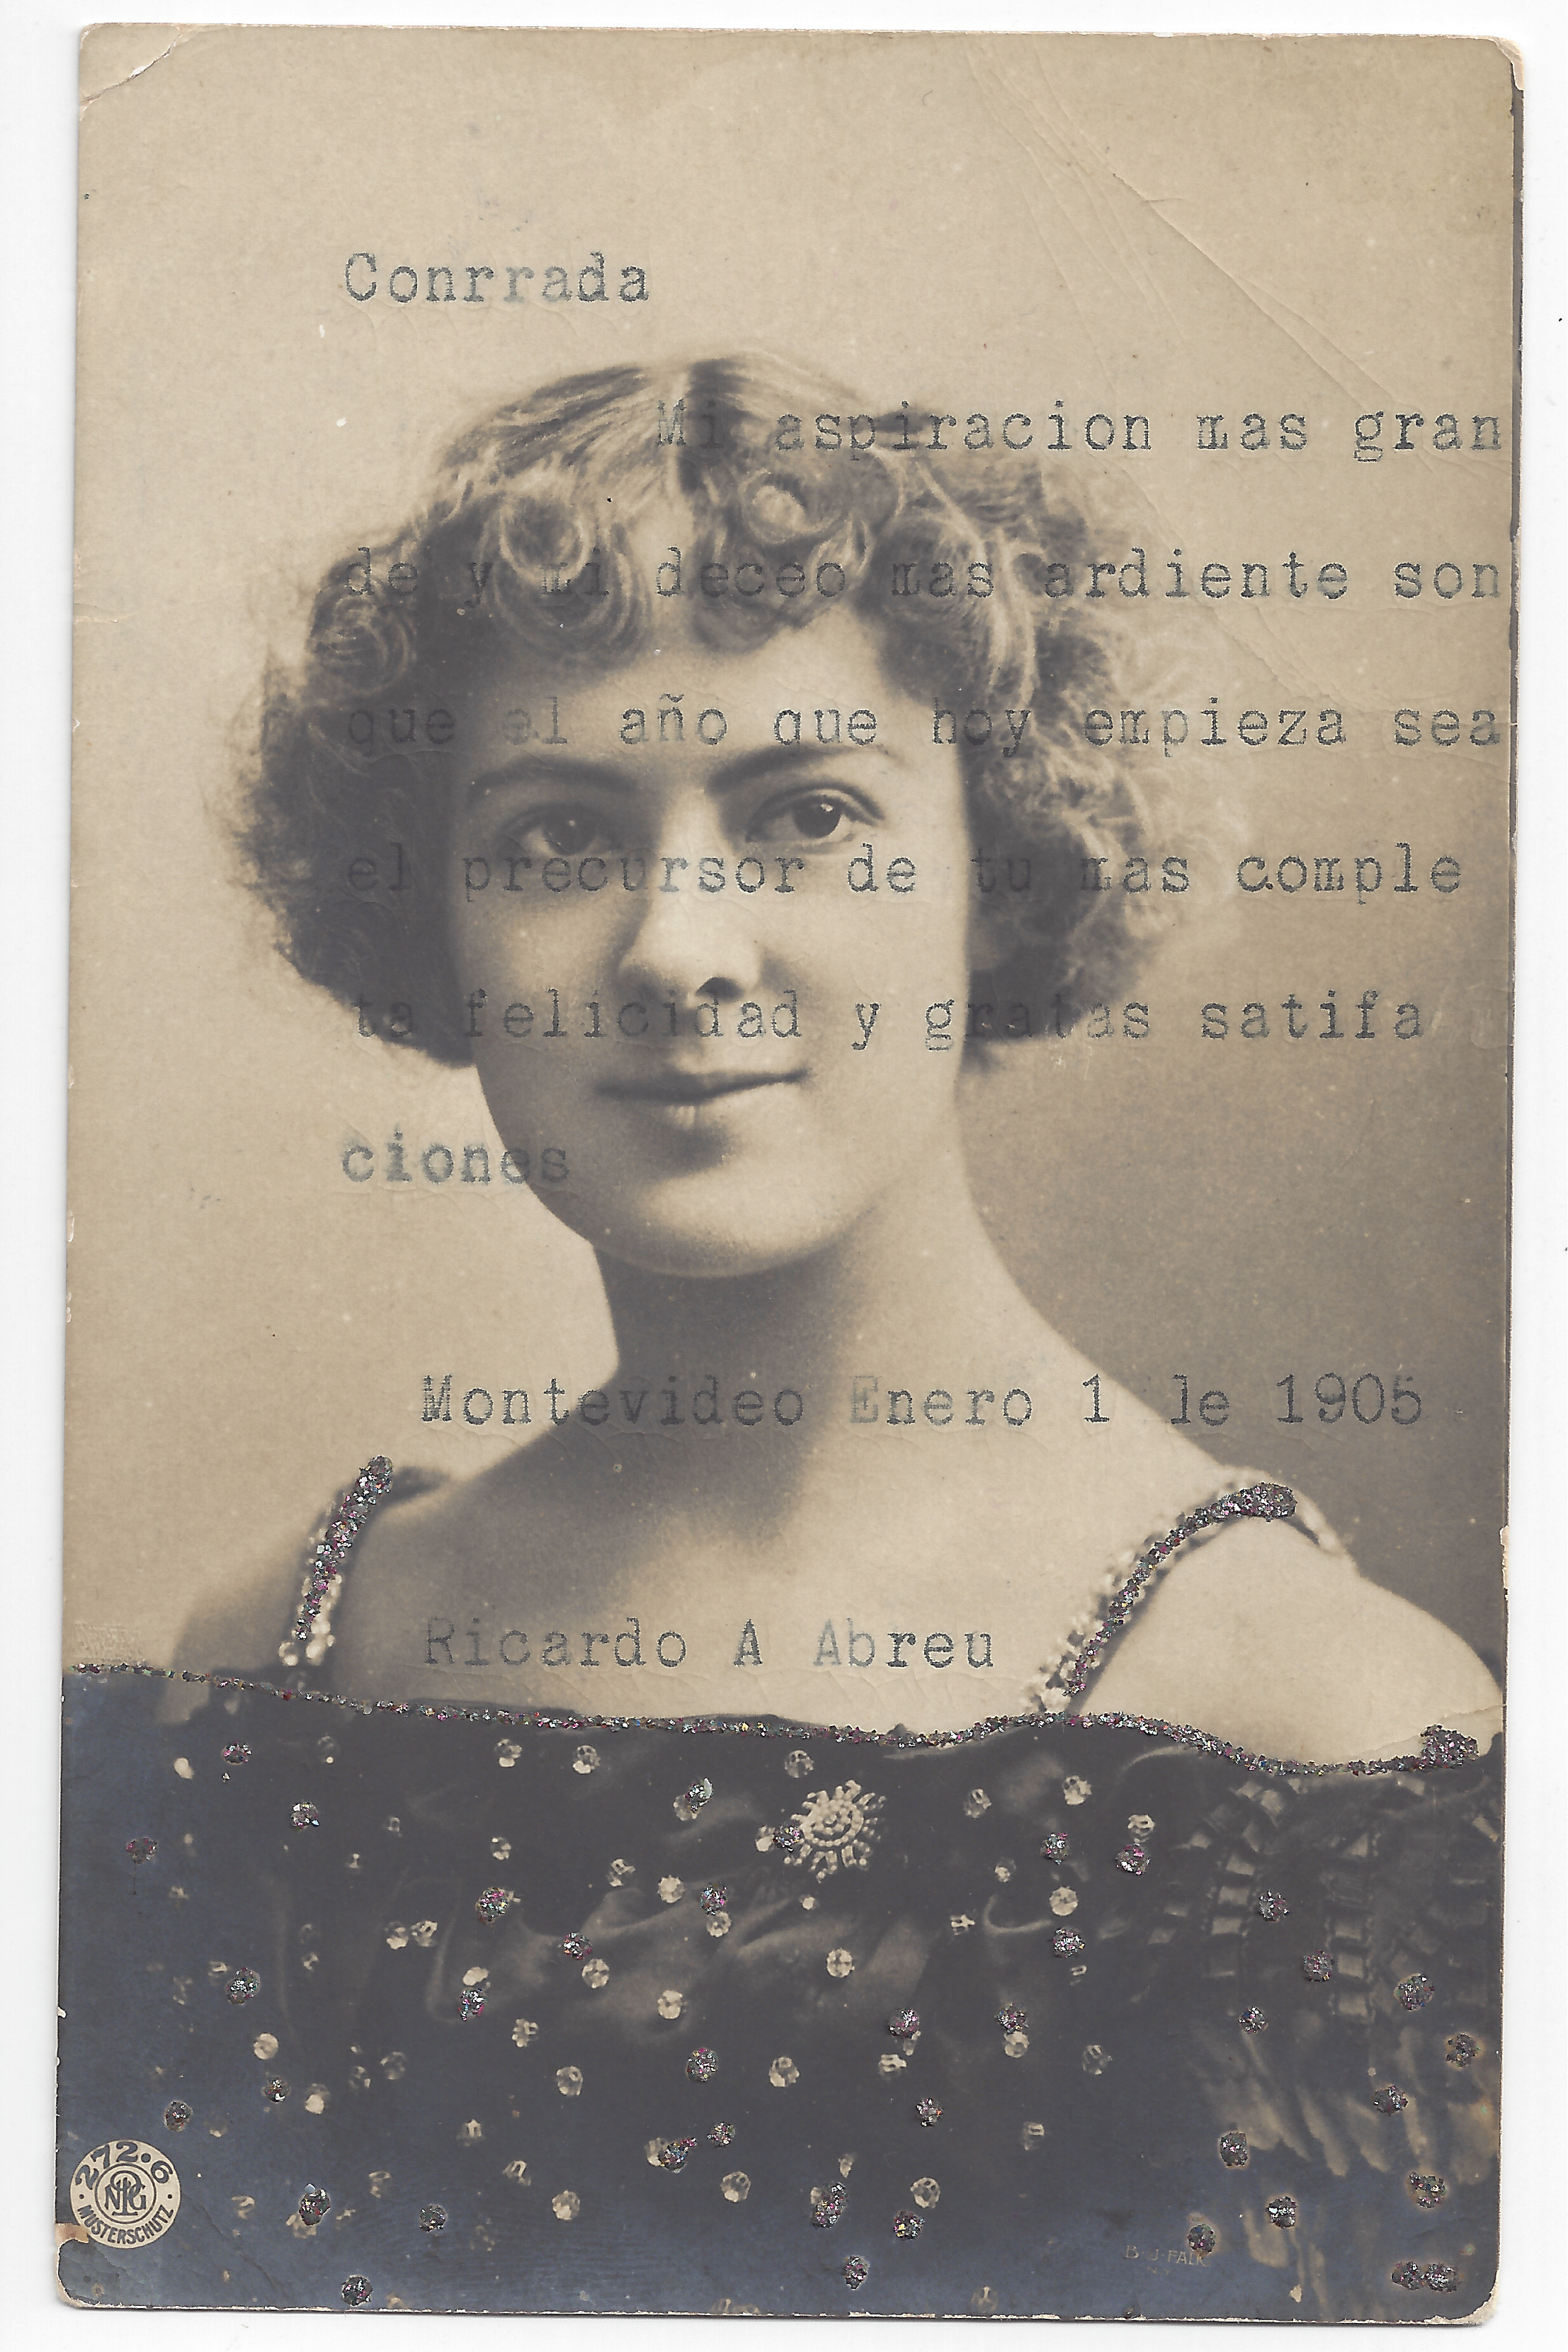 Conrrada
Mi aspiracion mas gran
de y mi deceo mas ardiente son
que el año que hoy empieza sea
el precursor de tu mas comple
ta felicidad y gratas satifa
ciones
Montevideo Enero 1 de 1905
Ricardo A Abreu
272·6
NPG
MUSTERSCHUTZ
B J FALK